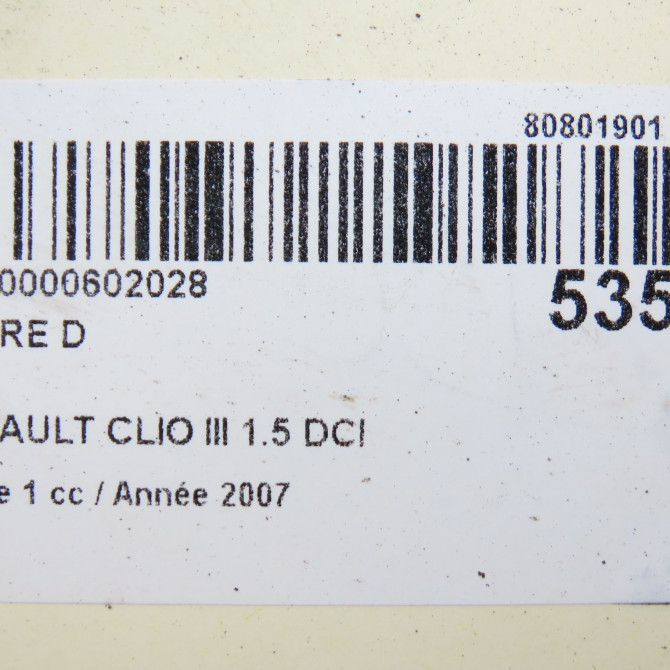 80801901
0000602028
535
RE D
AULT CLIO III 1.5 DCI
e 1 cc / Année 2007